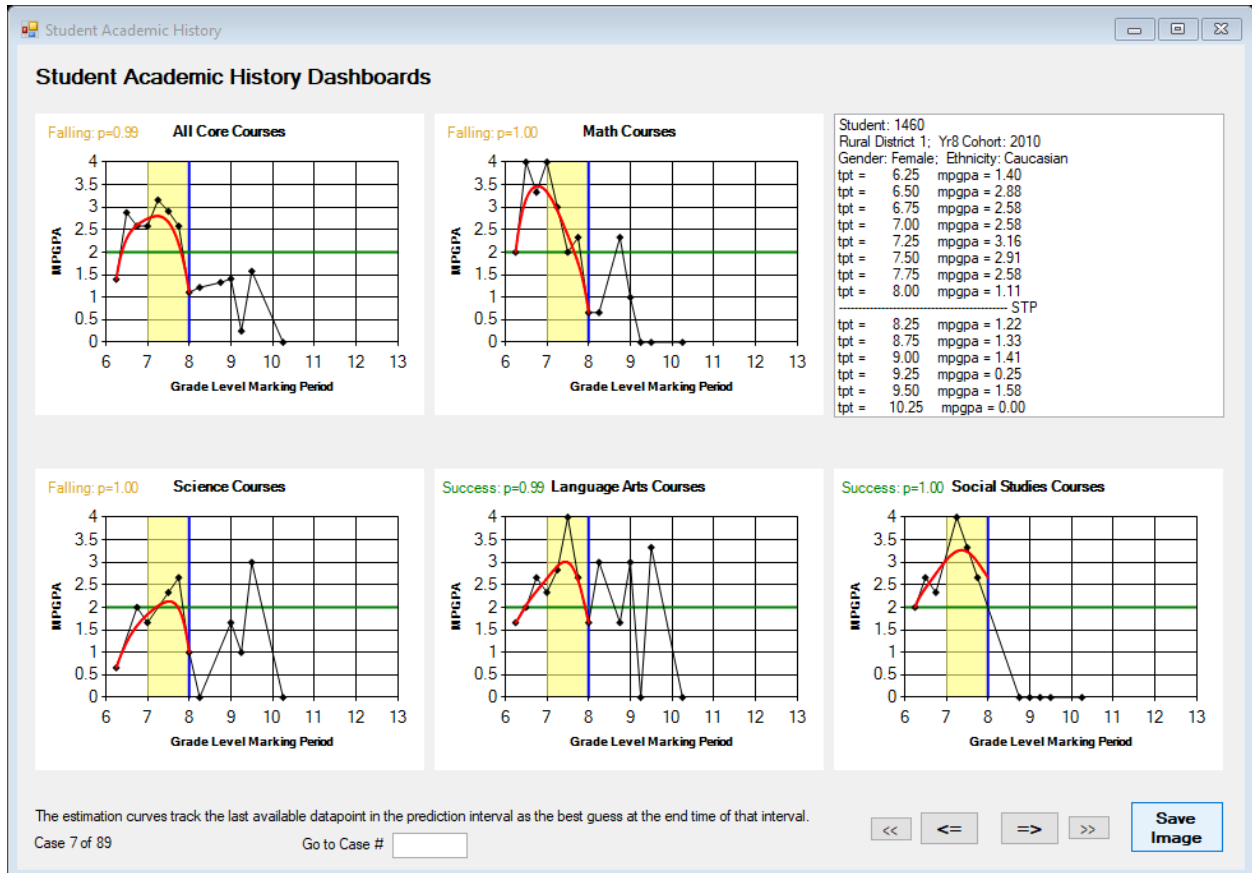 Student Academic History
Student Academic History Dashboards
Falling: p=0.99 All Core Courses
MPGPA
4
3.5
3
2.5
2
1.5
1
0.5
0
6 7 8 9 10 11 12 13
Grade Level Marking Period
Falling: p=1.00 Math Courses
MPGPA
4
3.5
3
2.5
2
1.5
1
0.5
0
6 7 8 9 10 11 12 13
Grade Level Marking Period
Student: 1460
Rural District 1; Yr8 Cohort: 2010
Gender: Female; Ethnicity: Caucasian
tpt = 6.25 mpgpa = 1.40
tpt = 6.50 mpgpa = 2.88
tpt = 6.75 mpgpa = 2.58
tpt = 7.00 mpgpa = 2.58
tpt = 7.25 mpgpa = 3.16
tpt = 7.50 mpgpa = 2.91
tpt = 7.75 mpgpa = 2.58
tpt = 8.00 mpgpa = 1.11
------------------------------------------ STP
tpt = 8.25 mpgpa = 1.22
tpt = 8.75 mpgpa = 1.33
tpt = 9.00 mpgpa = 1.41
tpt = 9.25 mpgpa = 0.25
tpt = 9.50 mpgpa = 1.58
tpt = 10.25 mpgpa = 0.00
Falling: p=1.00 Science Courses
MPGPA
4
3.5
3
2.5
2
1.5
1
0.5
0
6 7 8 9 10 11 12 13
Grade Level Marking Period
Success: p=0.99 Language Arts Courses
MPGPA
4
3.5
3
2.5
2
1.5
1
0.5
0
6 7 8 9 10 11 12 13
Grade Level Marking Period
Success: p=1.00 Social Studies Courses
MPGPA
4
3.5
3
2.5
2
1.5
1
0.5
0
6 7 8 9 10 11 12 13
Grade Level Marking Period
The estimation curves track the last available datapoint in the prediction interval as the best guess at the end time of that interval.
Case 7 of 89
Go to Case #
<< <= => >>
Save
Image